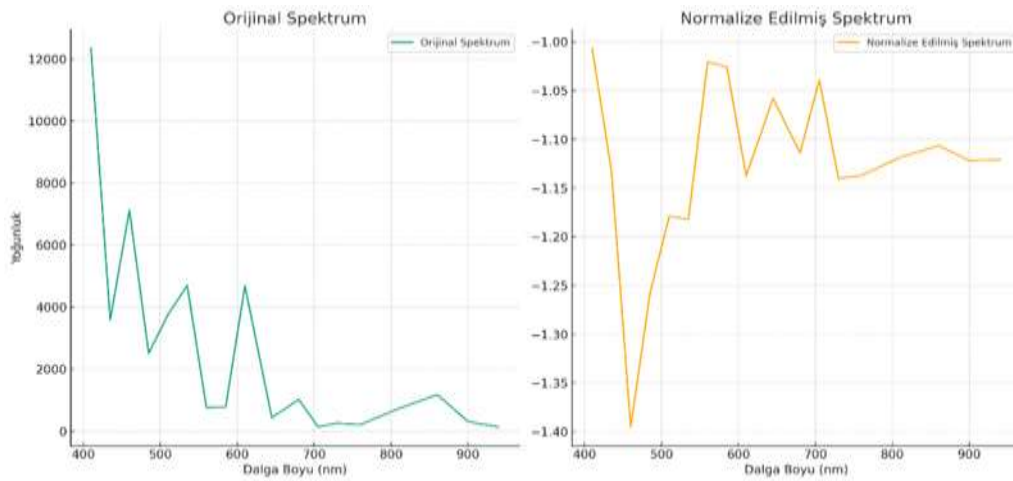 Orijinal Spektrum
Orijinal Spektrum
12000
10000
8000
6000
4000
2000
0
Yoğunluk
400 500 600 700 800 900
Dalga Boyu (nm)
Normalize Edilmiş Spektrum
Normalize Edilmiş Spektrum
−1.00
−1.05
−1.10
−1.15
−1.20
−1.25
−1.30
−1.35
−1.40
400 500 600 700 800 900
Dalga Boyu (nm)